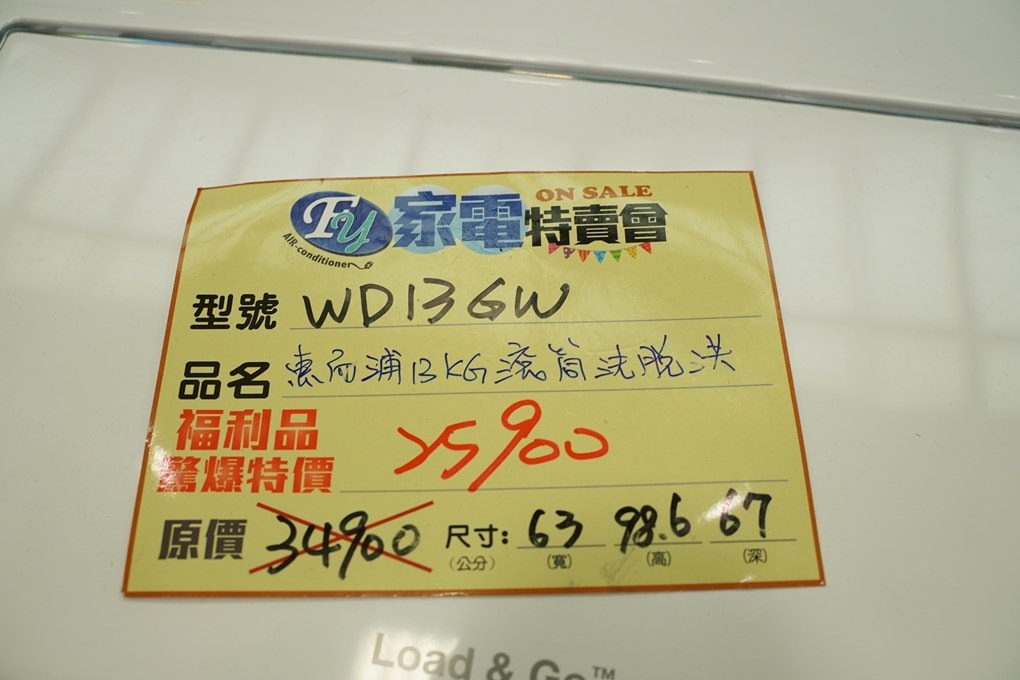 Fy 家電 ON SALE 特賣會
AIR-conditioner
型號 WD13GW
品名 惠而浦13KG滾筒洗脫烘
福利品
驚爆特價 25900
原價 34900 尺寸: 63 98.6 67
(公分) (寬) (高) (深)
Load & Go™